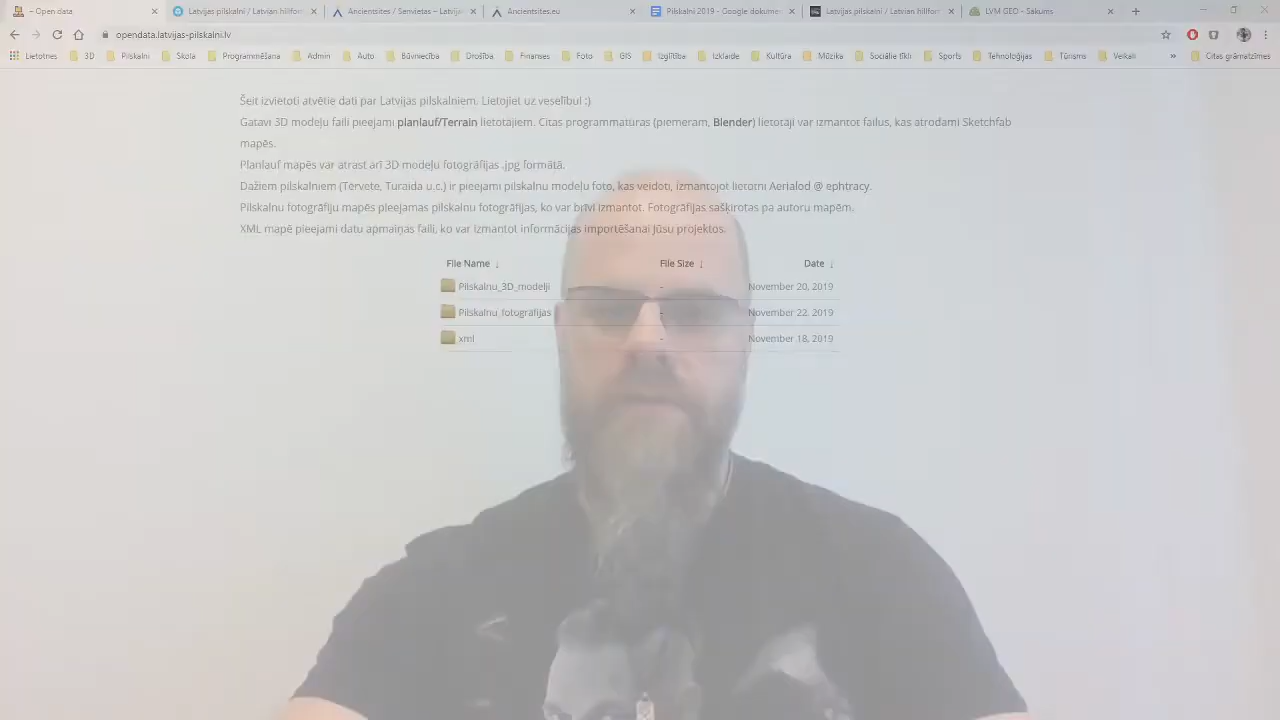 – Open data
Latvijas pilskalni / Latvian hillfor
Ancientsites / Senvietas – Latvija
Ancientsites.eu
Pilskalni 2019 - Google dokume
Latvijas pilskalni / Latvian hillfor
LVM GEO - Sākums
opendata.latvijas-pilskalni.lv
Lietotnes
3D
Pilskalni
Skola
Programmēšana
Admin
Auto
Būvniecība
Drošība
Finanses
Foto
GIS
Izglītība
Izklaide
Kultūra
Mūzika
Sociālie tīkli
Sports
Tehnoloģijas
Tūrisms
Veikali
»
Citas grāmatzīmes
Šeit izvietoti atvētie dati par Latvijas pilskalniem. Lietojiet uz veselību! :)
Gatavi 3D modeļu faili pieejami planlauf/Terrain lietotājiem. Citas programmatūras (piemēram, Blender) lietotāji var izmantot failus, kas atrodami Sketchfab
mapēs.
Planlauf mapēs var atrast arī 3D modeļu fotogrāfijas .jpg formātā.
Dažiem pilskalniem (Tērvete, Turaida u.c.) ir pieejami pilskalnu modeļu foto, kas veidoti, izmantojot lietotni Aerialod @ ephtracy.
Pilskalnu fotogrāfiju mapēs pieejamas pilskalnu fotogrāfijas, ko var brīvi izmantot. Fotogrāfijas sašķirotas pa autoru mapēm.
XML mapē pieejami datu apmaiņas faili, ko var izmantot informācijas importēšanai Jūsu projektos.
File Name ↓ File Size ↓ Date ↓
Pilskalnu_3D_modelji - November 20, 2019
Pilskalnu_fotografijas - November 22, 2019
xml - November 18, 2019